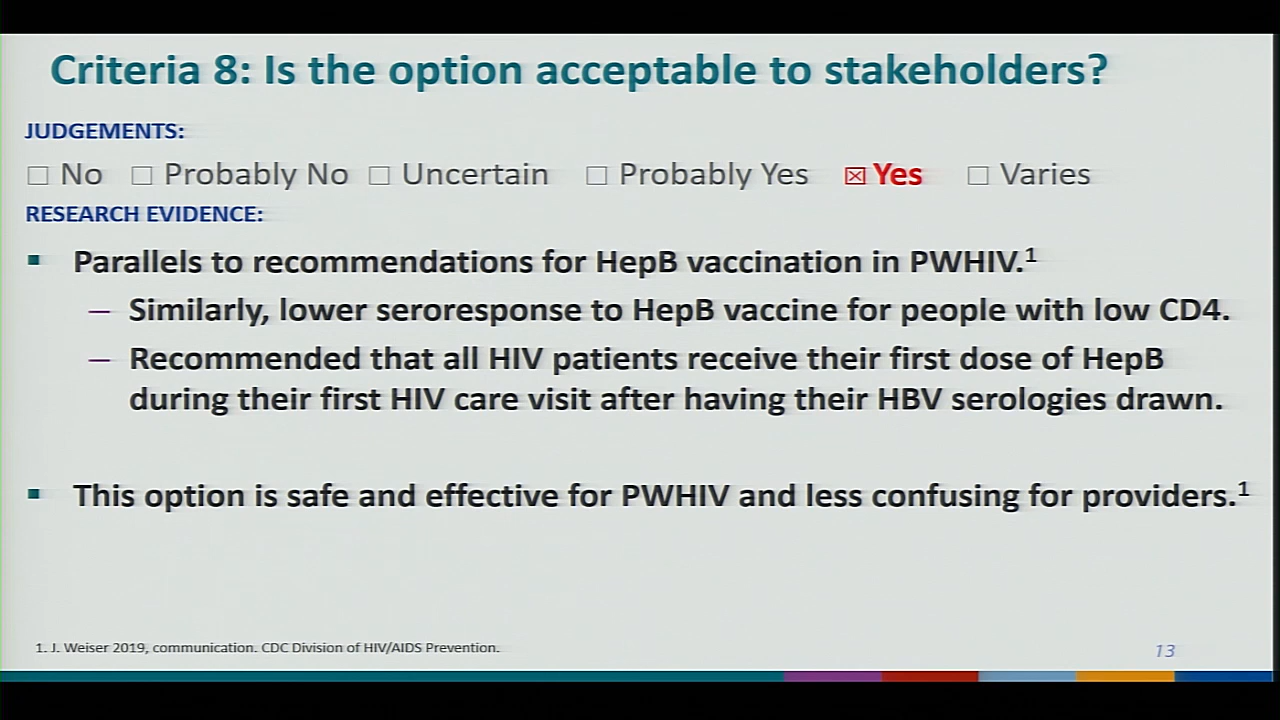 Criteria 8: Is the option acceptable to stakeholders?
JUDGEMENTS:
☐ No ☐ Probably No ☐ Uncertain ☐ Probably Yes ☒ Yes ☐ Varies
RESEARCH EVIDENCE:
▪ Parallels to recommendations for HepB vaccination in PWHIV.1
— Similarly, lower seroresponse to HepB vaccine for people with low CD4.
— Recommended that all HIV patients receive their first dose of HepB
during their first HIV care visit after having their HBV serologies drawn.
▪ This option is safe and effective for PWHIV and less confusing for providers.1
1. J. Weiser 2019, communication. CDC Division of HIV/AIDS Prevention.
13